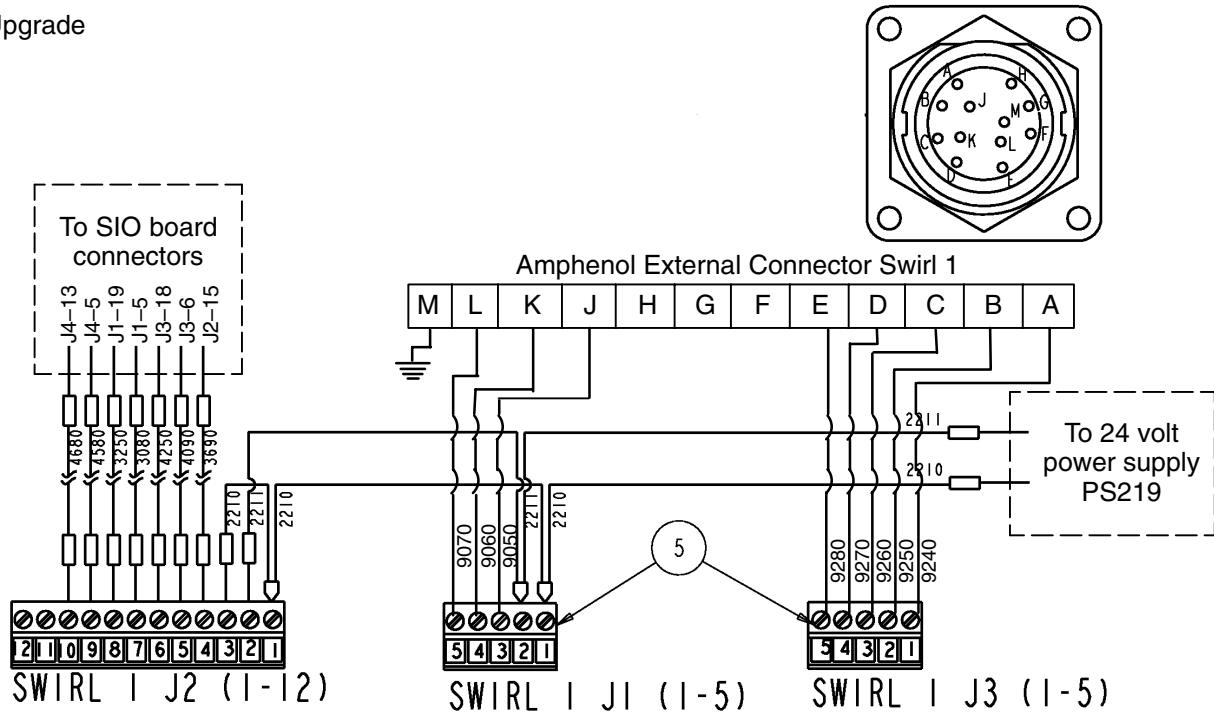 Upgrade
A
H
B
J
G
M
C
K
L
F
D
E
To SIO board
connectors
J4–13
J4–5
J1–19
J1–5
J3–18
J3–6
J2–15
Amphenol External Connector Swirl 1
M L K J H G F E D C B A
4680
4580
3250
3080
4250
4090
3690
2210
2211
2210
9070
9060
9050
2211
2210
5
9280
9270
9260
9250
9240
2211
2210
To 24 volt
power supply
PS219
12 11 10 9 8 7 6 5 4 3 2 1
5 4 3 2 1
5 4 3 2 1
SWIRL 1 J2 (1-12)
SWIRL 1 J1 (1-5)
SWIRL 1 J3 (1-5)